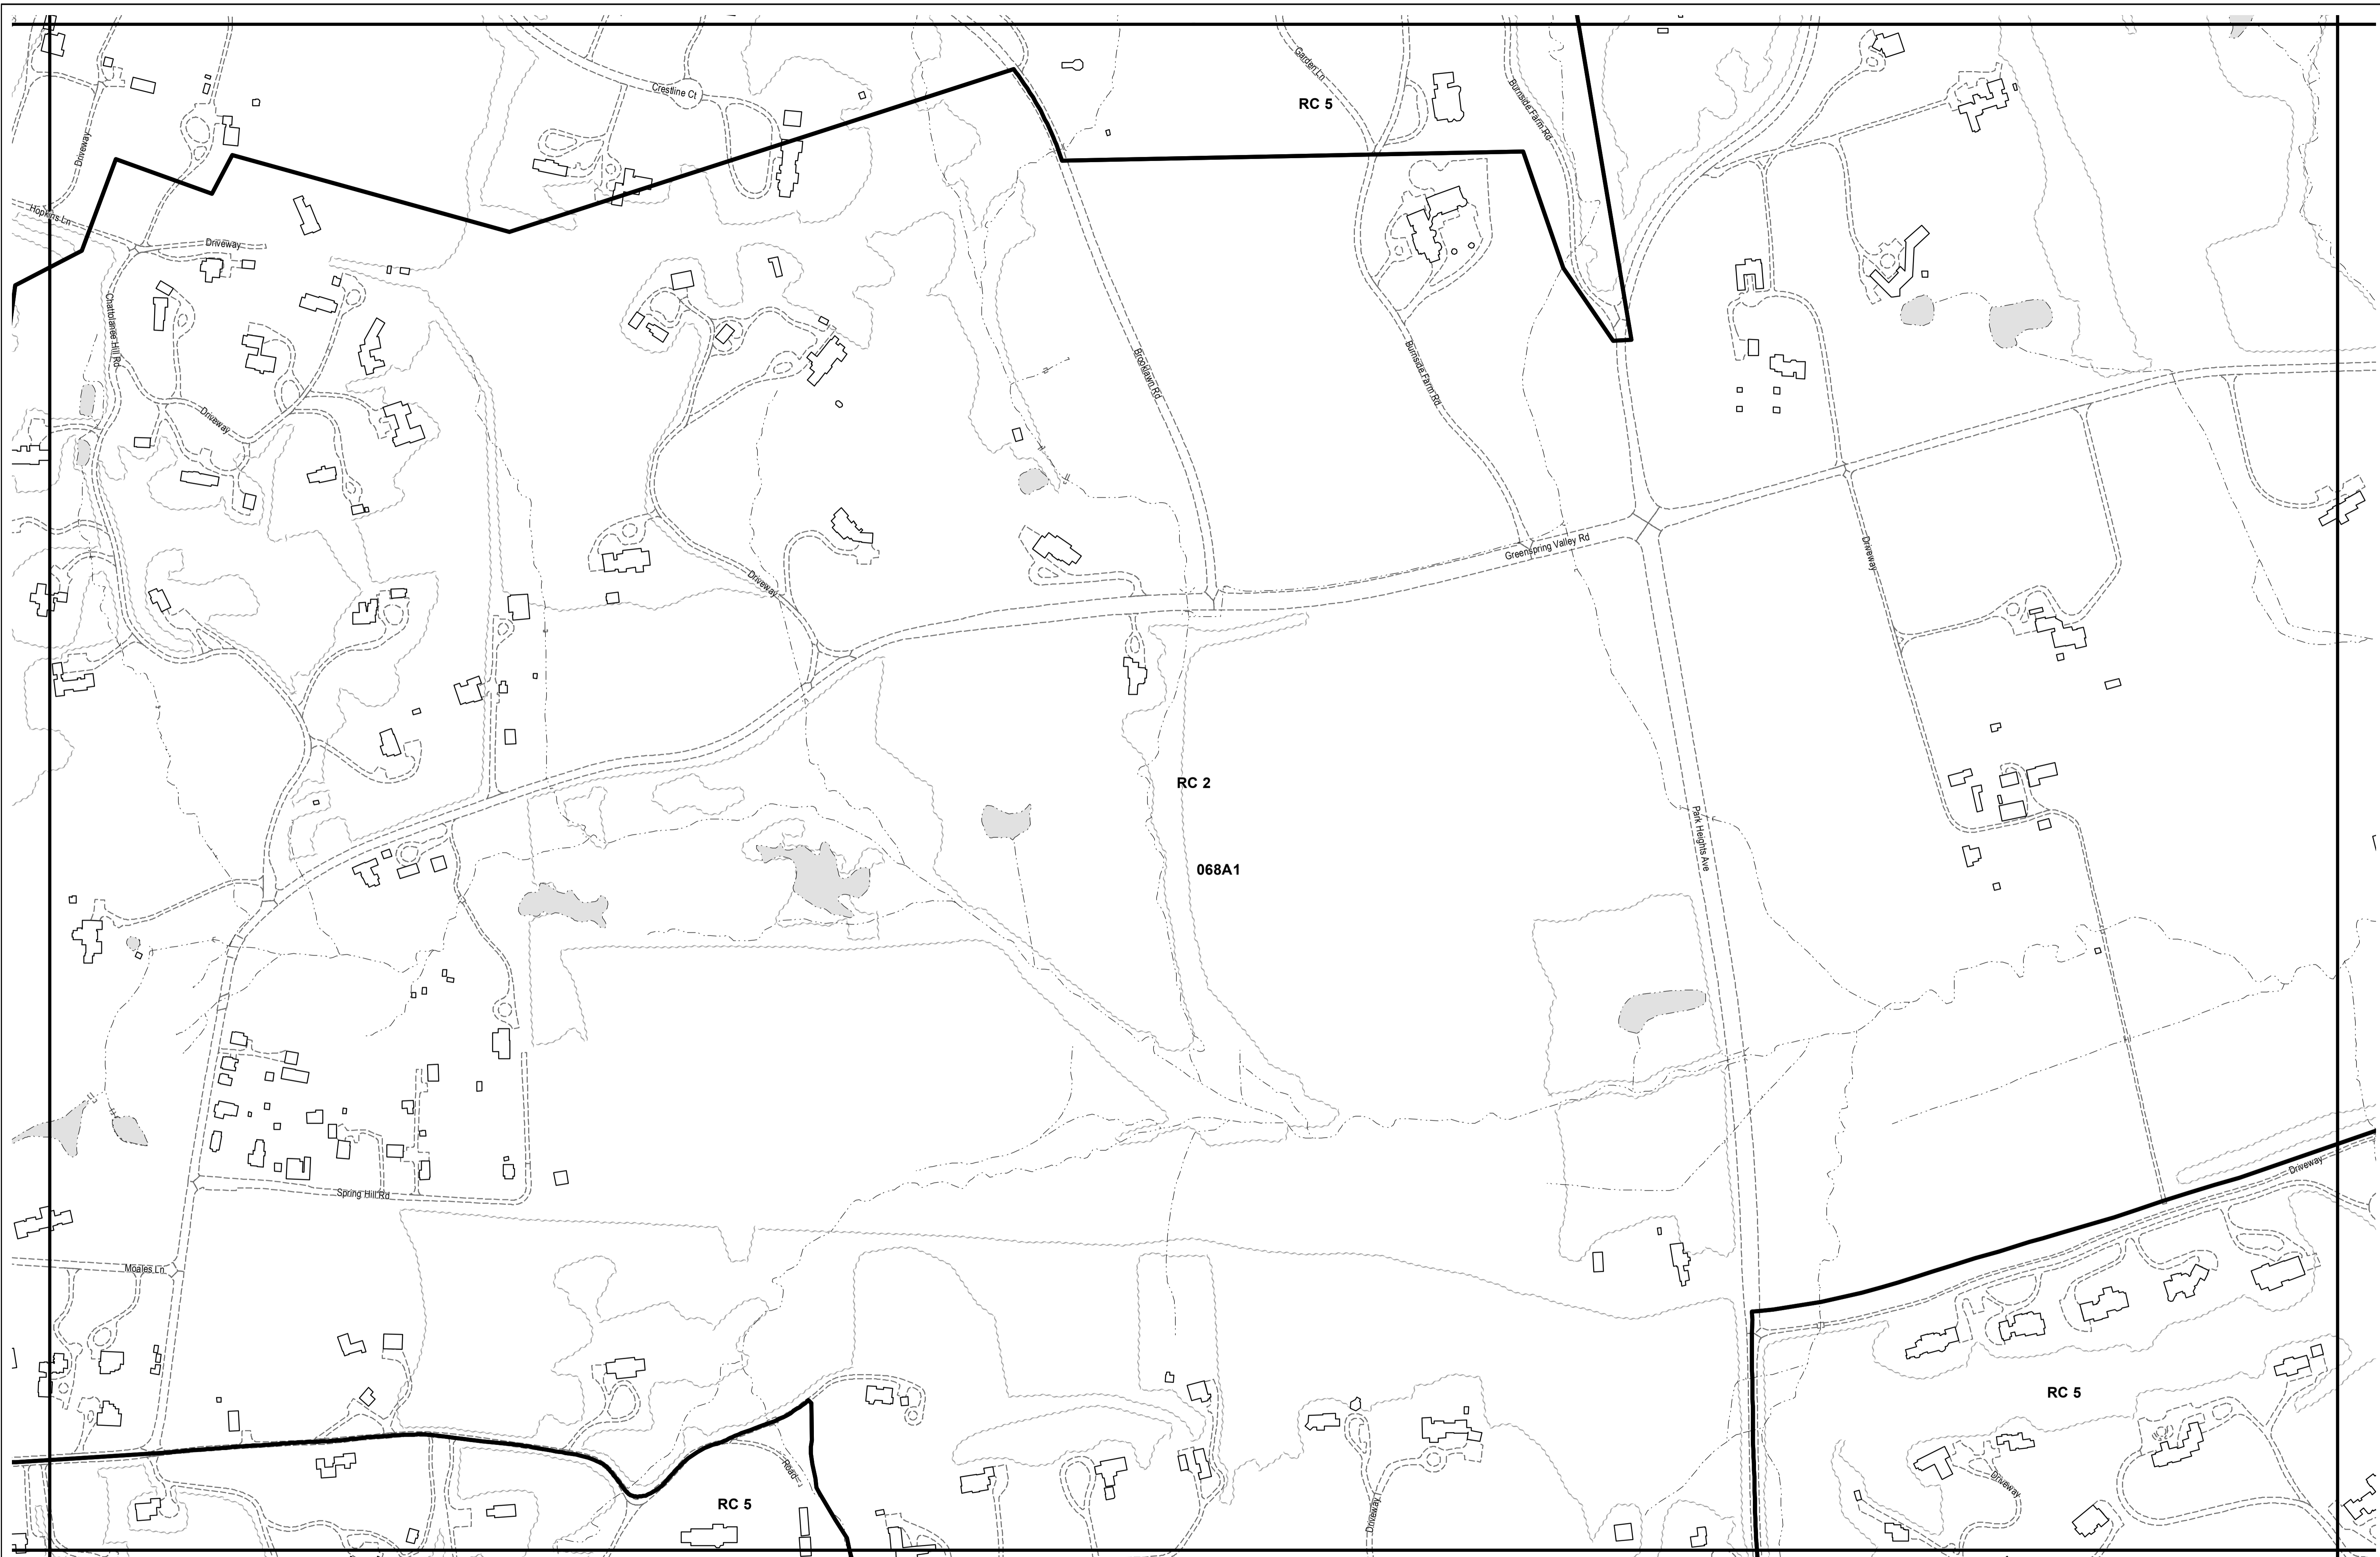 Garden Ln
Crestline Ct
RC 5
Burnside Farm Rd
Driveway
Hopkins Ln
Driveway
Chattolanee Hill Rd
Brooklawn Rd
Burnside Farm Rd
Driveway
Greenspring Valley Rd
Driveway
Driveway
RC 2
Park Heights Ave
068A1
Driveway
Spring Hill Rd
Moales Ln
RC 5
Road
Driveway
RC 5
Driveway